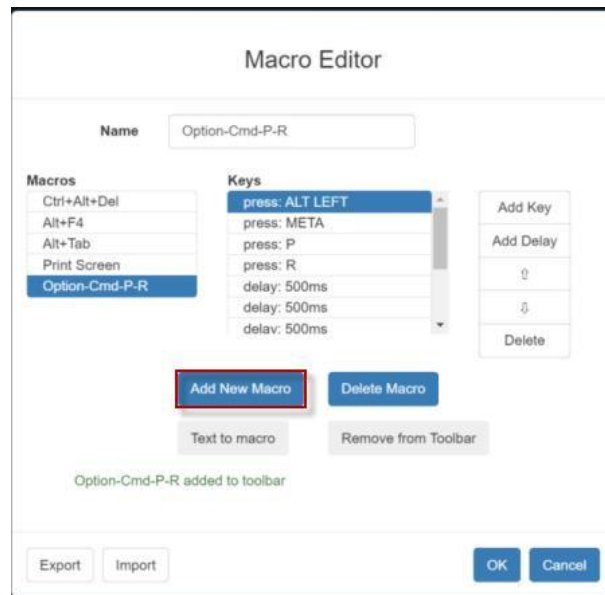 Macro Editor
Name
Option-Cmd-P-R
Macros
Ctrl+Alt+Del
Alt+F4
Alt+Tab
Print Screen
Option-Cmd-P-R
Keys
press: ALT LEFT
press: META
press: P
press: R
delay: 500ms
delay: 500ms
delay: 500ms
Add Key
Add Delay
⇧
⇩
Delete
Add New Macro
Delete Macro
Text to macro
Remove from Toolbar
Option-Cmd-P-R added to toolbar
Export
Import
OK
Cancel